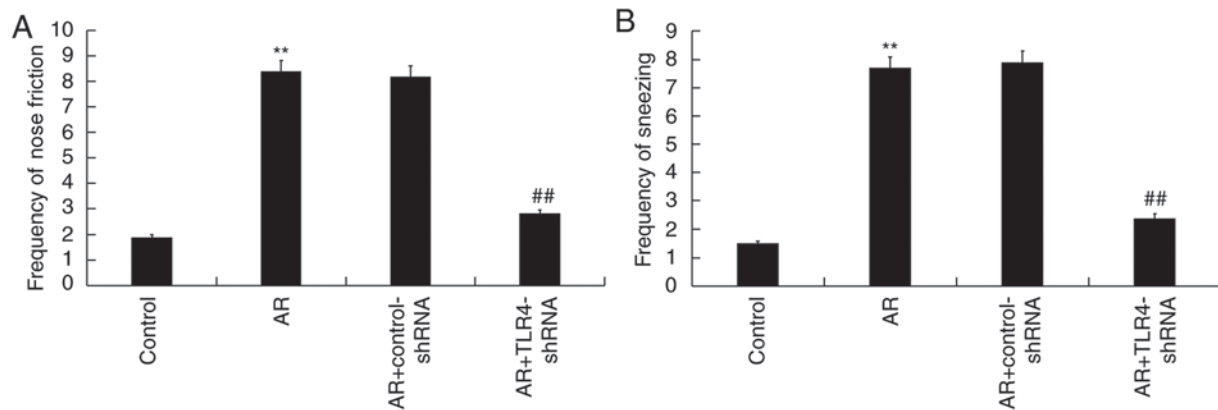 A
Frequency of nose friction
10
9
8
7
6
5
4
3
2
1
0
**
##
Control
AR
AR+control-
shRNA
AR+TLR4-
shRNA
B
Frequency of sneezing
9
8
7
6
5
4
3
2
1
0
**
##
Control
AR
AR+control-
shRNA
AR+TLR4-
shRNA